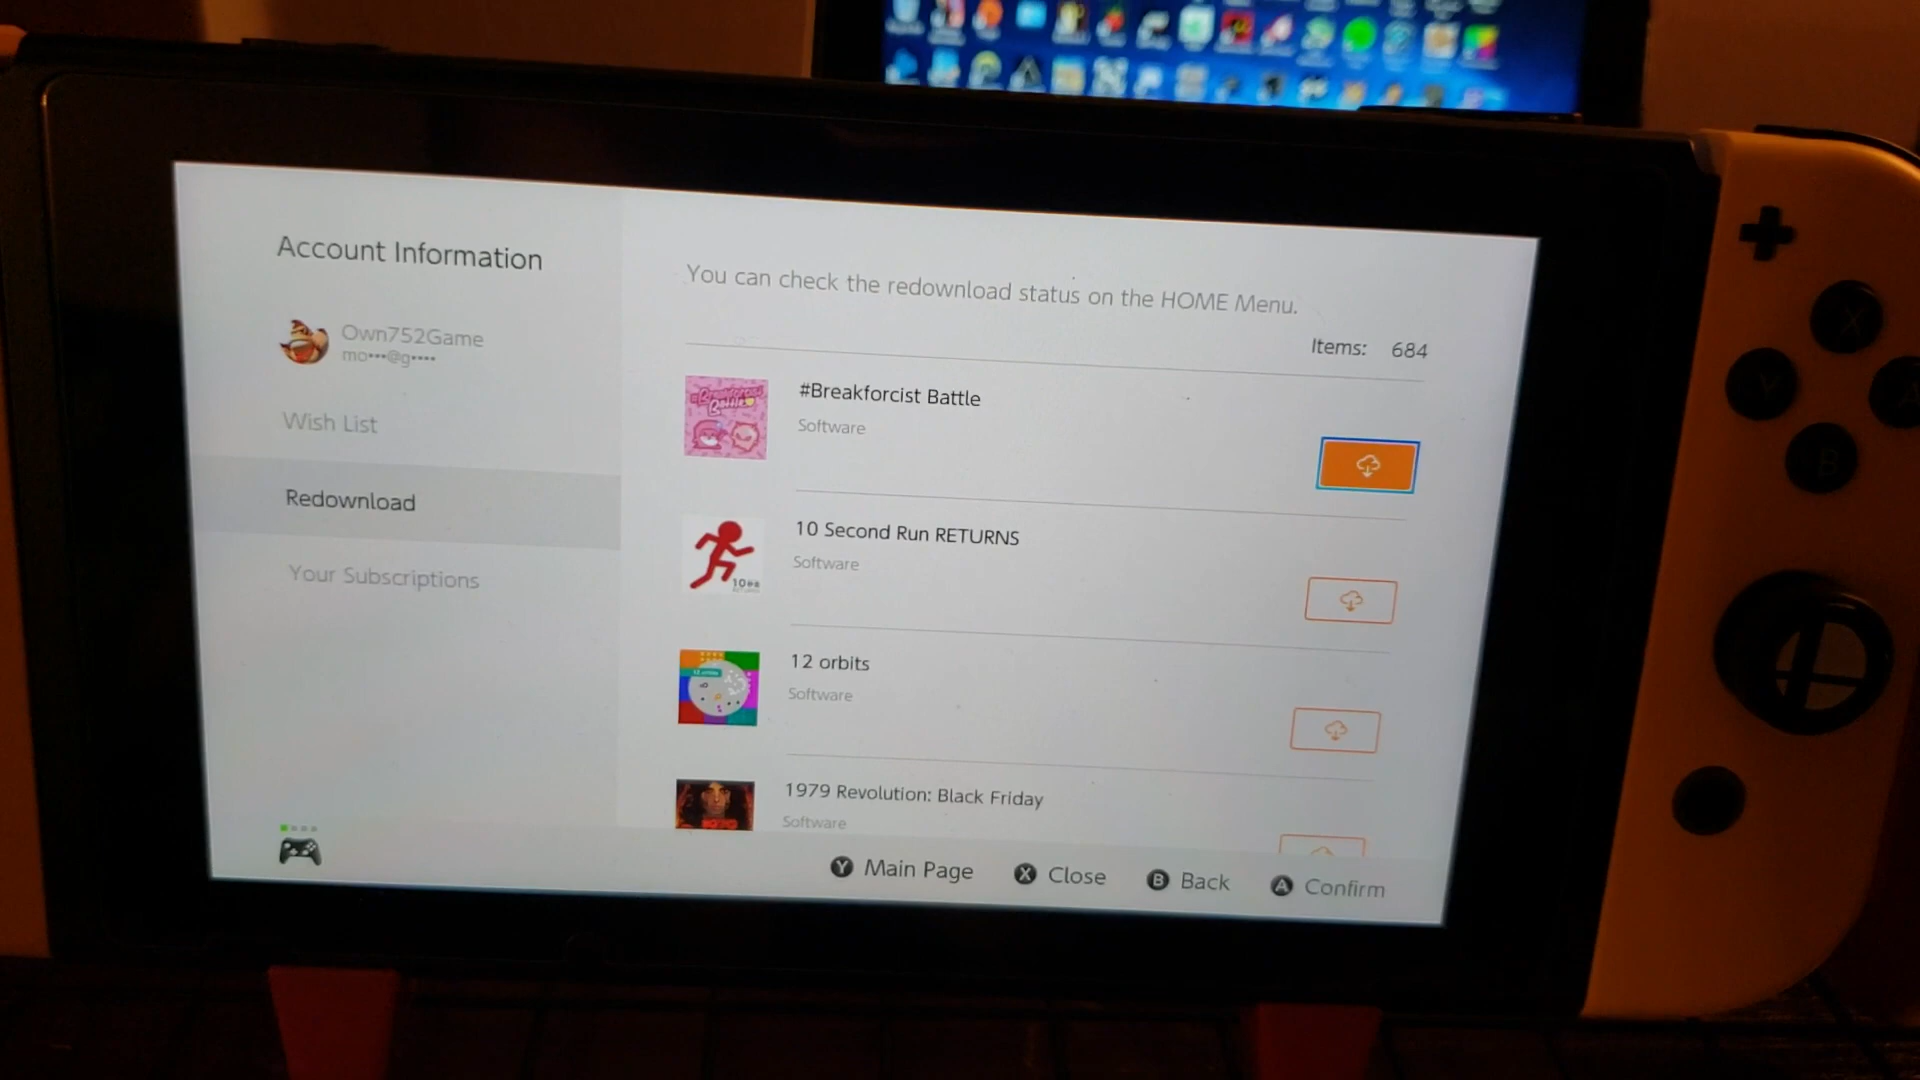 Account Information
Own752Game
mo•••@g••••
Wish List
Redownload
Your Subscriptions
You can check the redownload status on the HOME Menu.
Items: 684
#Breakforcist Battle
Software
10 Second Run RETURNS
Software
12 orbits
Software
1979 Revolution: Black Friday
Software
Y Main Page
X Close
B Back
A Confirm
X
Y
A
B